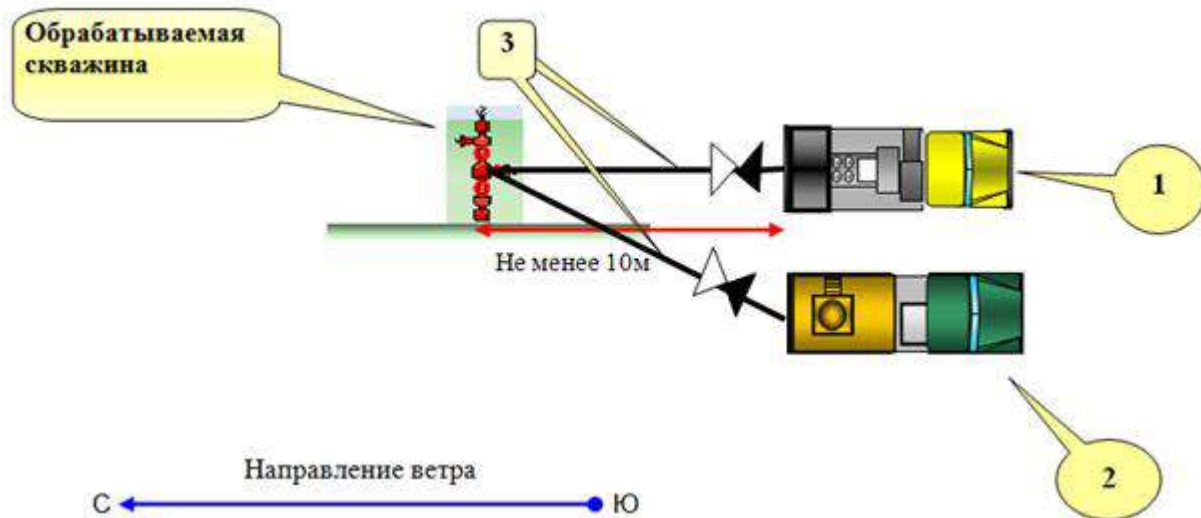 Обрабатываемая
скважина
3
1
Не менее 10м
2
Направление ветра
С Ю